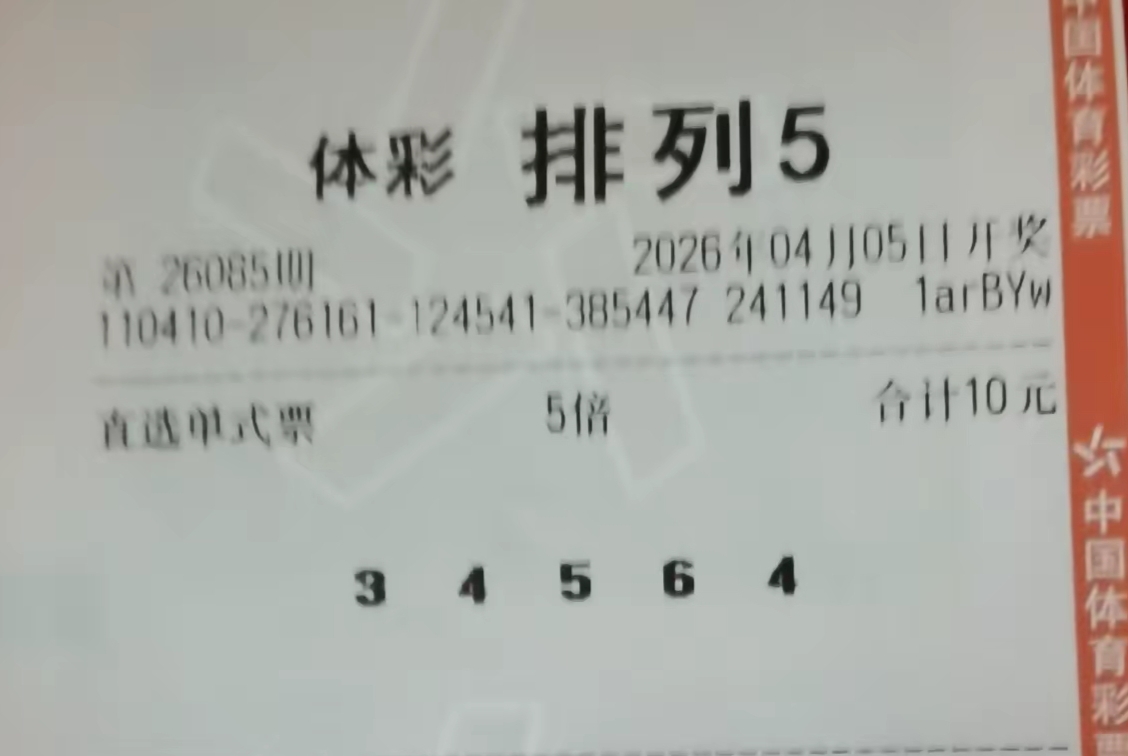 体彩 排列5
第 26085期
2026年04月05日开奖
110410-276161-124541-385447 241149 1arBYw
直选单式票 5倍 合计10元
3 4 5 6 4
中国体育彩票
中国体育彩票